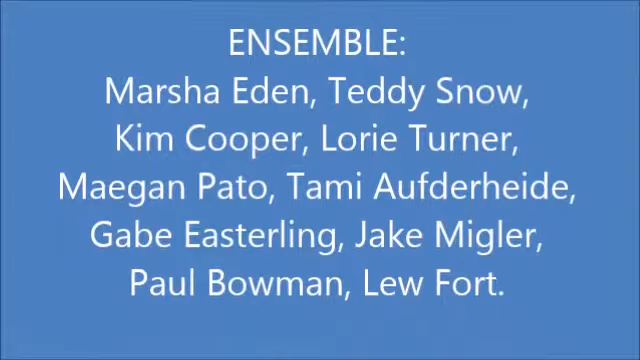 ENSEMBLE:
Marsha Eden, Teddy Snow,
Kim Cooper, Lorie Turner,
Maegan Pato, Tami Aufderheide,
Gabe Easterling, Jake Migler,
Paul Bowman, Lew Fort.